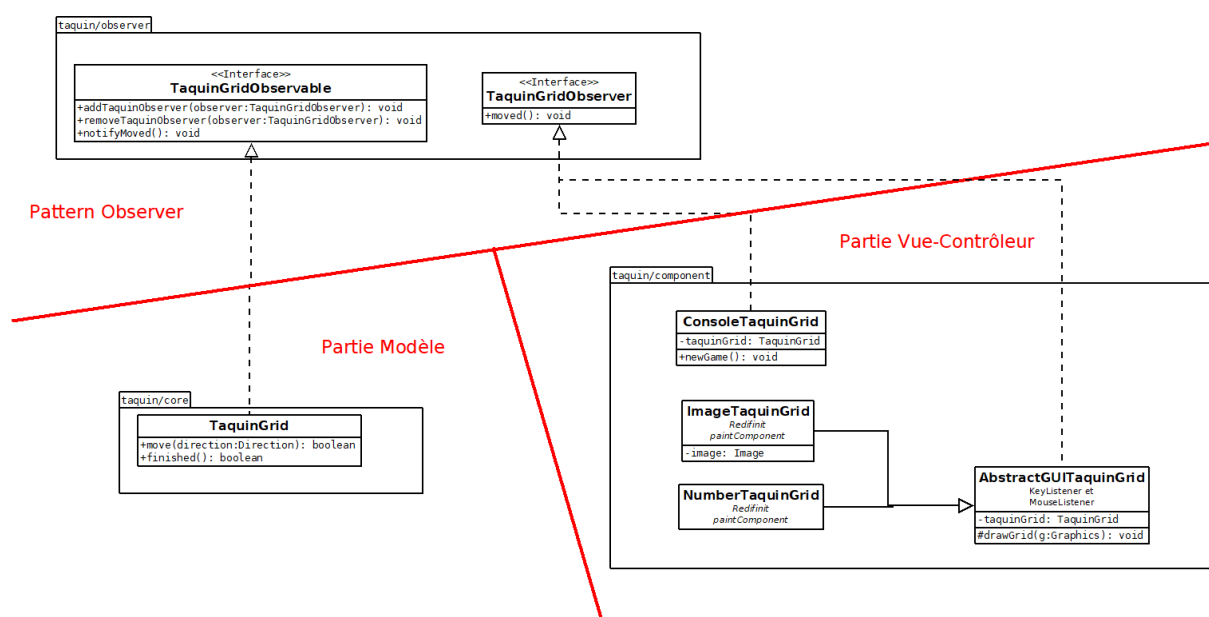 taquin/observer
<<Interface>>
TaquinGridObservable
+addTaquinObserver(observer:TaquinGridObserver): void
+removeTaquinObserver(observer:TaquinGridObserver): void
+notifyMoved(): void
<<Interface>>
TaquinGridObserver
+moved(): void
Pattern Observer
Partie Vue-Contrôleur
Partie Modèle
taquin/core
TaquinGrid
+move(direction:Direction): boolean
+finished(): boolean
taquin/component
ConsoleTaquinGrid
-taquinGrid: TaquinGrid
+newGame(): void
ImageTaquinGrid
Redifinit
paintComponent
-image: Image
NumberTaquinGrid
Redifinit
paintComponent
AbstractGUITaquinGrid
KeyListener et
MouseListener
-taquinGrid: TaquinGrid
#drawGrid(g:Graphics): void